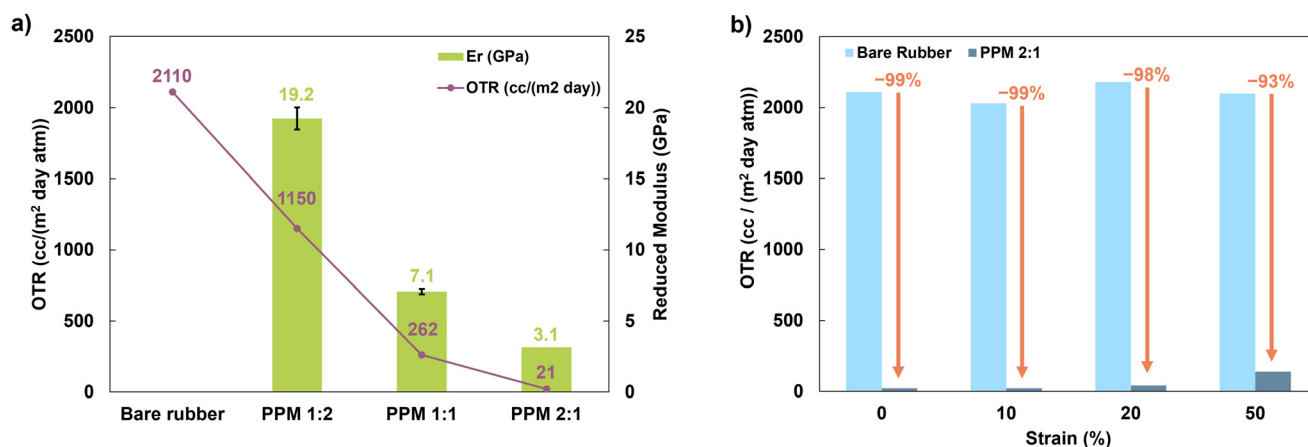 a)
2500
2000
1500
1000
500
0
OTR (cc/(m² day atm))
Er (GPa)
OTR (cc/(m2 day))
2110
19.2
1150
7.1
262
3.1
21
25
20
15
10
5
0
Reduced Modulus (GPa)
Bare rubber PPM 1:2 PPM 1:1 PPM 2:1
b)
2500
2000
1500
1000
500
0
OTR (cc / (m² day atm))
Bare Rubber PPM 2:1
−99% −99% −98% −93%
0 10 20 50
Strain (%)